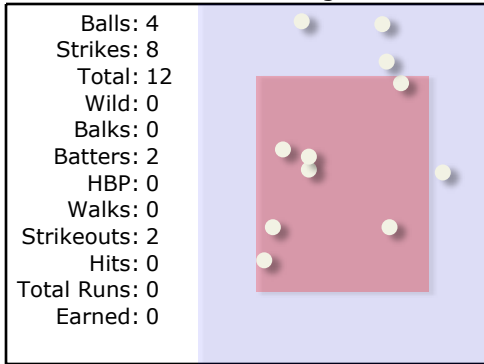 Balls: 4
Strikes: 8
Total: 12
Wild: 0
Balks: 0
Batters: 2
HBP: 0
Walks: 0
Strikeouts: 2
Hits: 0
Total Runs: 0
Earned: 0